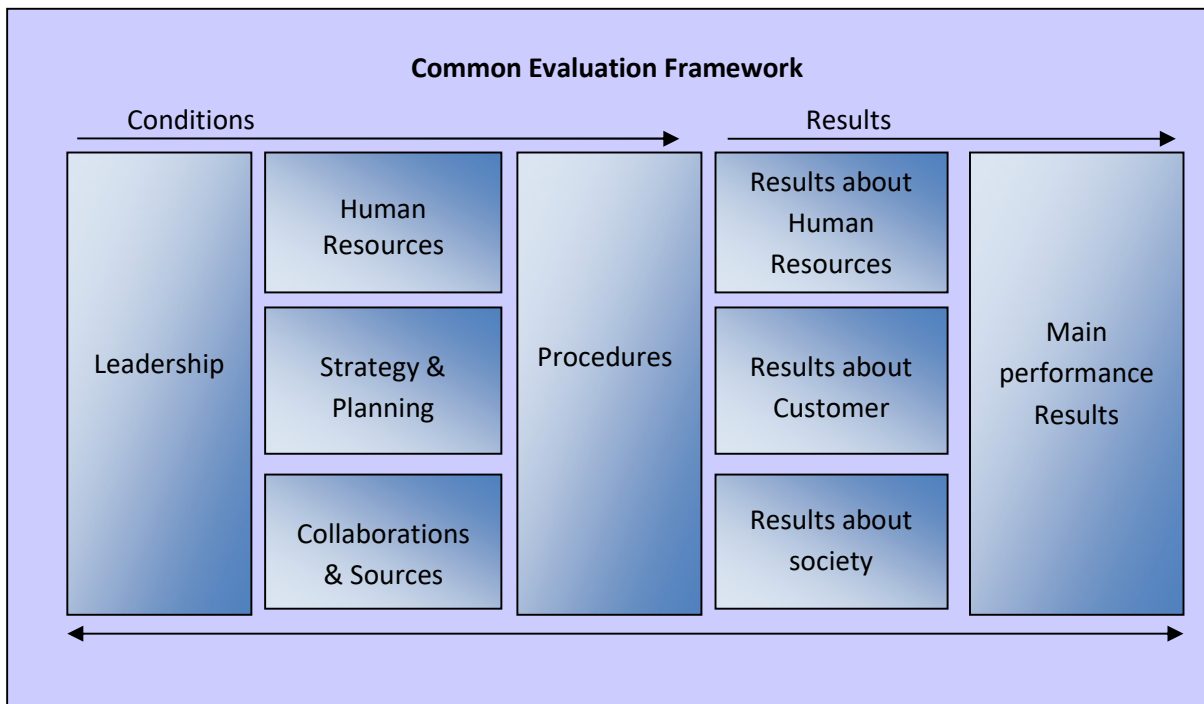 Common Evaluation Framework
Conditions
Results
Leadership
Human
Resources
Strategy &
Planning
Collaborations
& Sources
Procedures
Results about
Human
Resources
Results about
Customer
Results about
society
Main
performance
Results